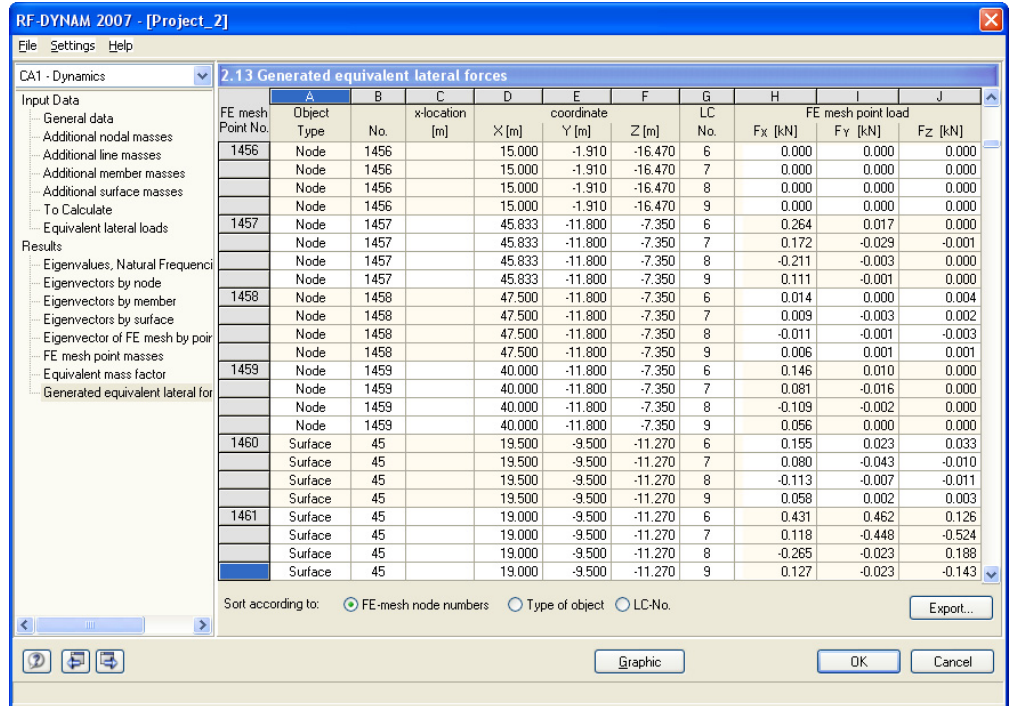 RF-DYNAM 2007 - [Project_2]
File Settings Help
CA1 - Dynamics
2.13 Generated equivalent lateral forces
Input Data
General data
Additional nodal masses
Additional line masses
Additional member masses
Additional surface masses
To Calculate
Equivalent lateral loads
Results
Eigenvalues, Natural Frequenci
Eigenvectors by node
Eigenvectors by member
Eigenvectors by surface
Eigenvector of FE mesh by poir
FE mesh point masses
Equivalent mass factor
Generated equivalent lateral for
A B C D E F G H I J
FE mesh Object x-location coordinate LC FE mesh point load
Point No. Type No. [m] X [m] Y [m] Z [m] No. FX [kN] FY [kN] FZ [kN]
1456 Node 1456 15.000 -1.910 -16.470 6 0.000 0.000 0.000
Node 1456 15.000 -1.910 -16.470 7 0.000 0.000 0.000
Node 1456 15.000 -1.910 -16.470 8 0.000 0.000 0.000
Node 1456 15.000 -1.910 -16.470 9 0.000 0.000 0.000
1457 Node 1457 45.833 -11.800 -7.350 6 0.264 0.017 0.000
Node 1457 45.833 -11.800 -7.350 7 0.172 -0.029 -0.001
Node 1457 45.833 -11.800 -7.350 8 -0.211 -0.003 0.000
Node 1457 45.833 -11.800 -7.350 9 0.111 -0.001 0.000
1458 Node 1458 47.500 -11.800 -7.350 6 0.014 0.000 0.004
Node 1458 47.500 -11.800 -7.350 7 0.009 -0.003 0.002
Node 1458 47.500 -11.800 -7.350 8 -0.011 -0.001 -0.003
Node 1458 47.500 -11.800 -7.350 9 0.006 0.001 0.001
1459 Node 1459 40.000 -11.800 -7.350 6 0.146 0.010 0.000
Node 1459 40.000 -11.800 -7.350 7 0.081 -0.016 0.000
Node 1459 40.000 -11.800 -7.350 8 -0.109 -0.002 0.000
Node 1459 40.000 -11.800 -7.350 9 0.056 0.000 0.000
1460 Surface 45 19.500 -9.500 -11.270 6 0.155 0.023 0.033
Surface 45 19.500 -9.500 -11.270 7 0.080 -0.043 -0.010
Surface 45 19.500 -9.500 -11.270 8 -0.113 -0.007 -0.011
Surface 45 19.500 -9.500 -11.270 9 0.058 0.002 0.003
1461 Surface 45 19.000 -9.500 -11.270 6 0.431 0.462 0.126
Surface 45 19.000 -9.500 -11.270 7 0.118 -0.448 -0.524
Surface 45 19.000 -9.500 -11.270 8 -0.265 -0.023 0.188
Surface 45 19.000 -9.500 -11.270 9 0.127 -0.023 -0.143
Sort according to: FE-mesh node numbers Type of object LC-No. Export...
Graphic OK Cancel